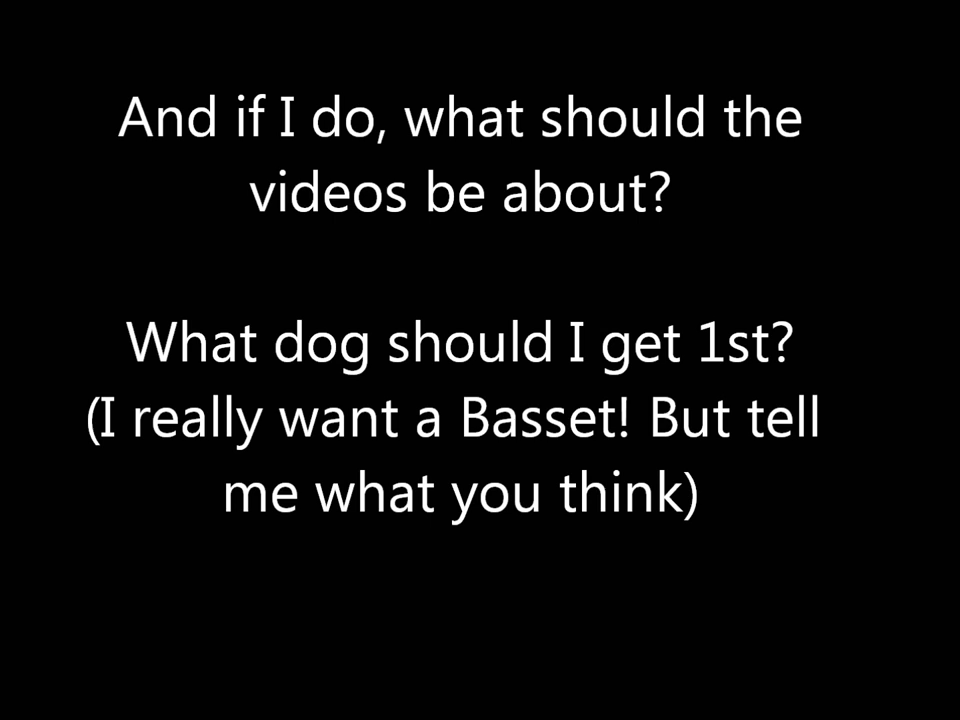 And if I do, what should the
videos be about?
What dog should I get 1st?
(I really want a Basset! But tell
me what you think)